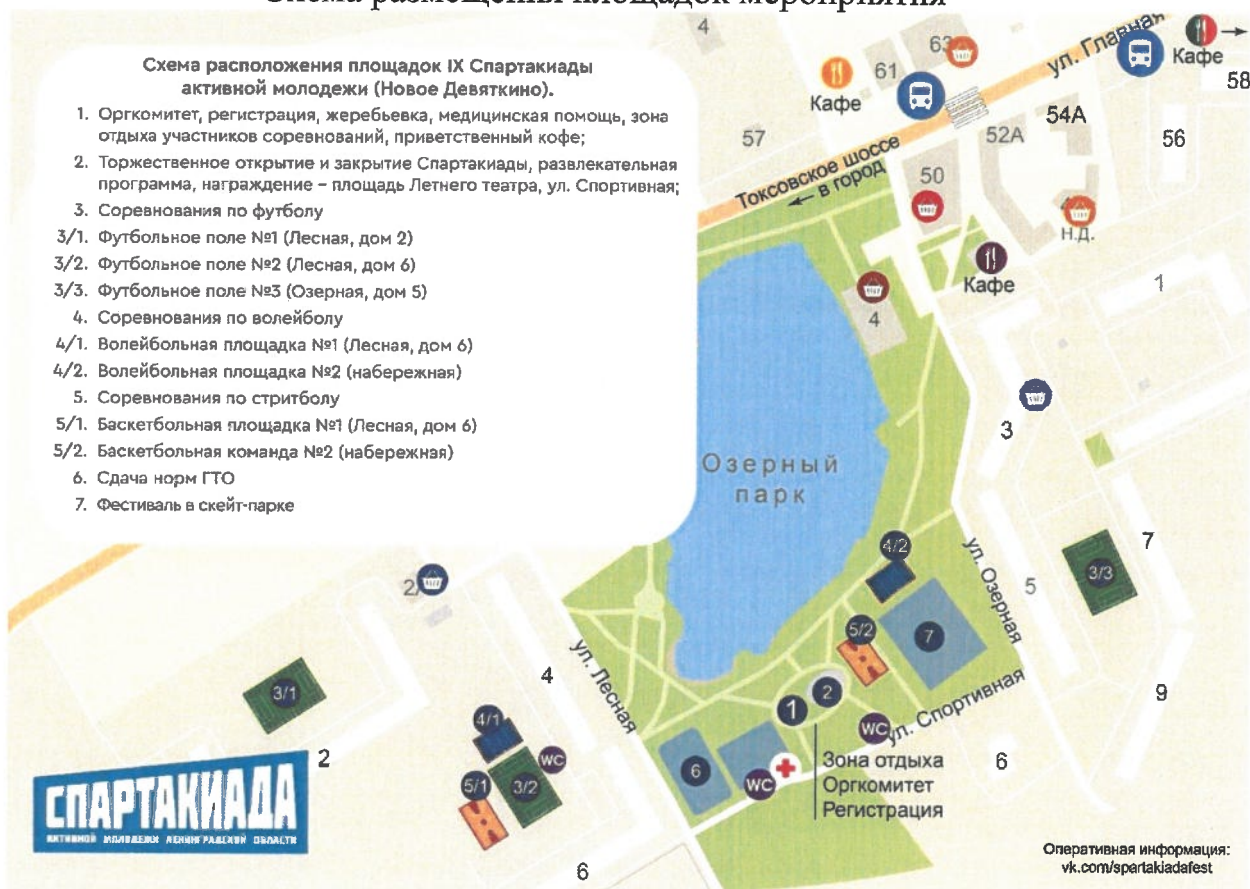 Схема размещения площадок мероприятия
Схема расположения площадок IX Спартакиады
активной молодежи (Новое Девяткино).
1. Оргкомитет, регистрация, жеребьевка, медицинская помощь, зона
отдыха участников соревнований, приветственный кофе;
2. Торжественное открытие и закрытие Спартакиады, развлекательная
программа, награждение – площадь Летнего театра, ул. Спортивная;
3. Соревнования по футболу
3/1. Футбольное поле №1 (Лесная, дом 2)
3/2. Футбольное поле №2 (Лесная, дом 6)
3/3. Футбольное поле №3 (Озерная, дом 5)
4. Соревнования по волейболу
4/1. Волейбольная площадка №1 (Лесная, дом 6)
4/2. Волейбольная площадка №2 (набережная)
5. Соревнования по стритболу
5/1. Баскетбольная площадка №1 (Лесная, дом 6)
5/2. Баскетбольная команда №2 (набережная)
6. Сдача норм ГТО
7. Фестиваль в скейт-парке
4
63
61
Кафе
ул. Главная
Кафе
58
57
54А
52А
56
Токсовское шоссе
в город
50
Н.Д.
Кафе
1
4
3
Озерный
парк
4/2
ул. Озерная
7
3/3
5
2
5/2
7
4
ул. Лесная
3/1
1
2
9
4/1
WC
ул. Спортивная
2
WC
6
Зона отдыха
6
5/1
3/2
WC
Оргкомитет
Регистрация
СПАРТАКИАДА
АКТИВНОЙ МОЛОДЕЖИ ЛЕНИНГРАДСКОЙ ОБЛАСТИ
6
Оперативная информация:
vk.com/spartakiadafest